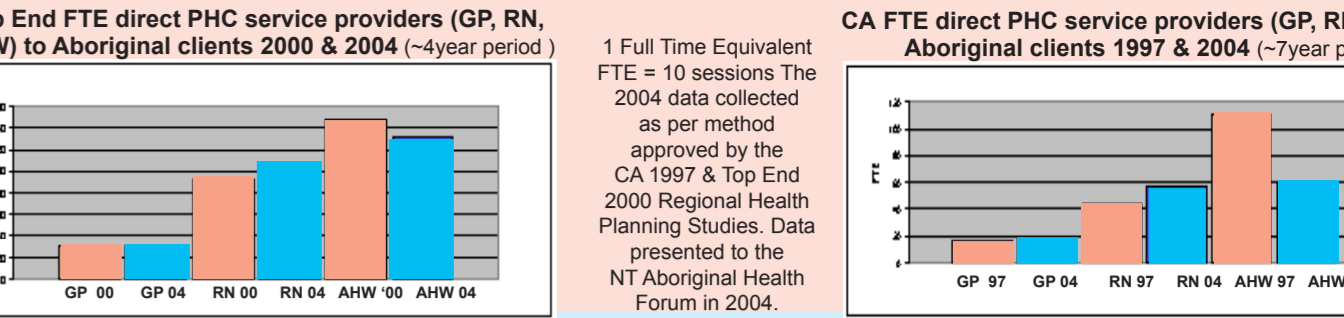 End FTE direct PHC service providers (GP, RN,
to Aboriginal clients 2000 & 2004 (~4year period )
GP 00 GP 04 RN 00 RN 04 AHW ‘00 AHW 04
1 Full Time Equivalent
FTE = 10 sessions The
2004 data collected
as per method
approved by the
CA 1997 & Top End
2000 Regional Health
Planning Studies. Data
presented to the
NT Aboriginal Health
Forum in 2004.
CA FTE direct PHC service providers (GP,
Aboriginal clients 1997 & 2004 (~7year
FTE
GP 97 GP 04 RN 97 RN 04 AHW 97 AHW